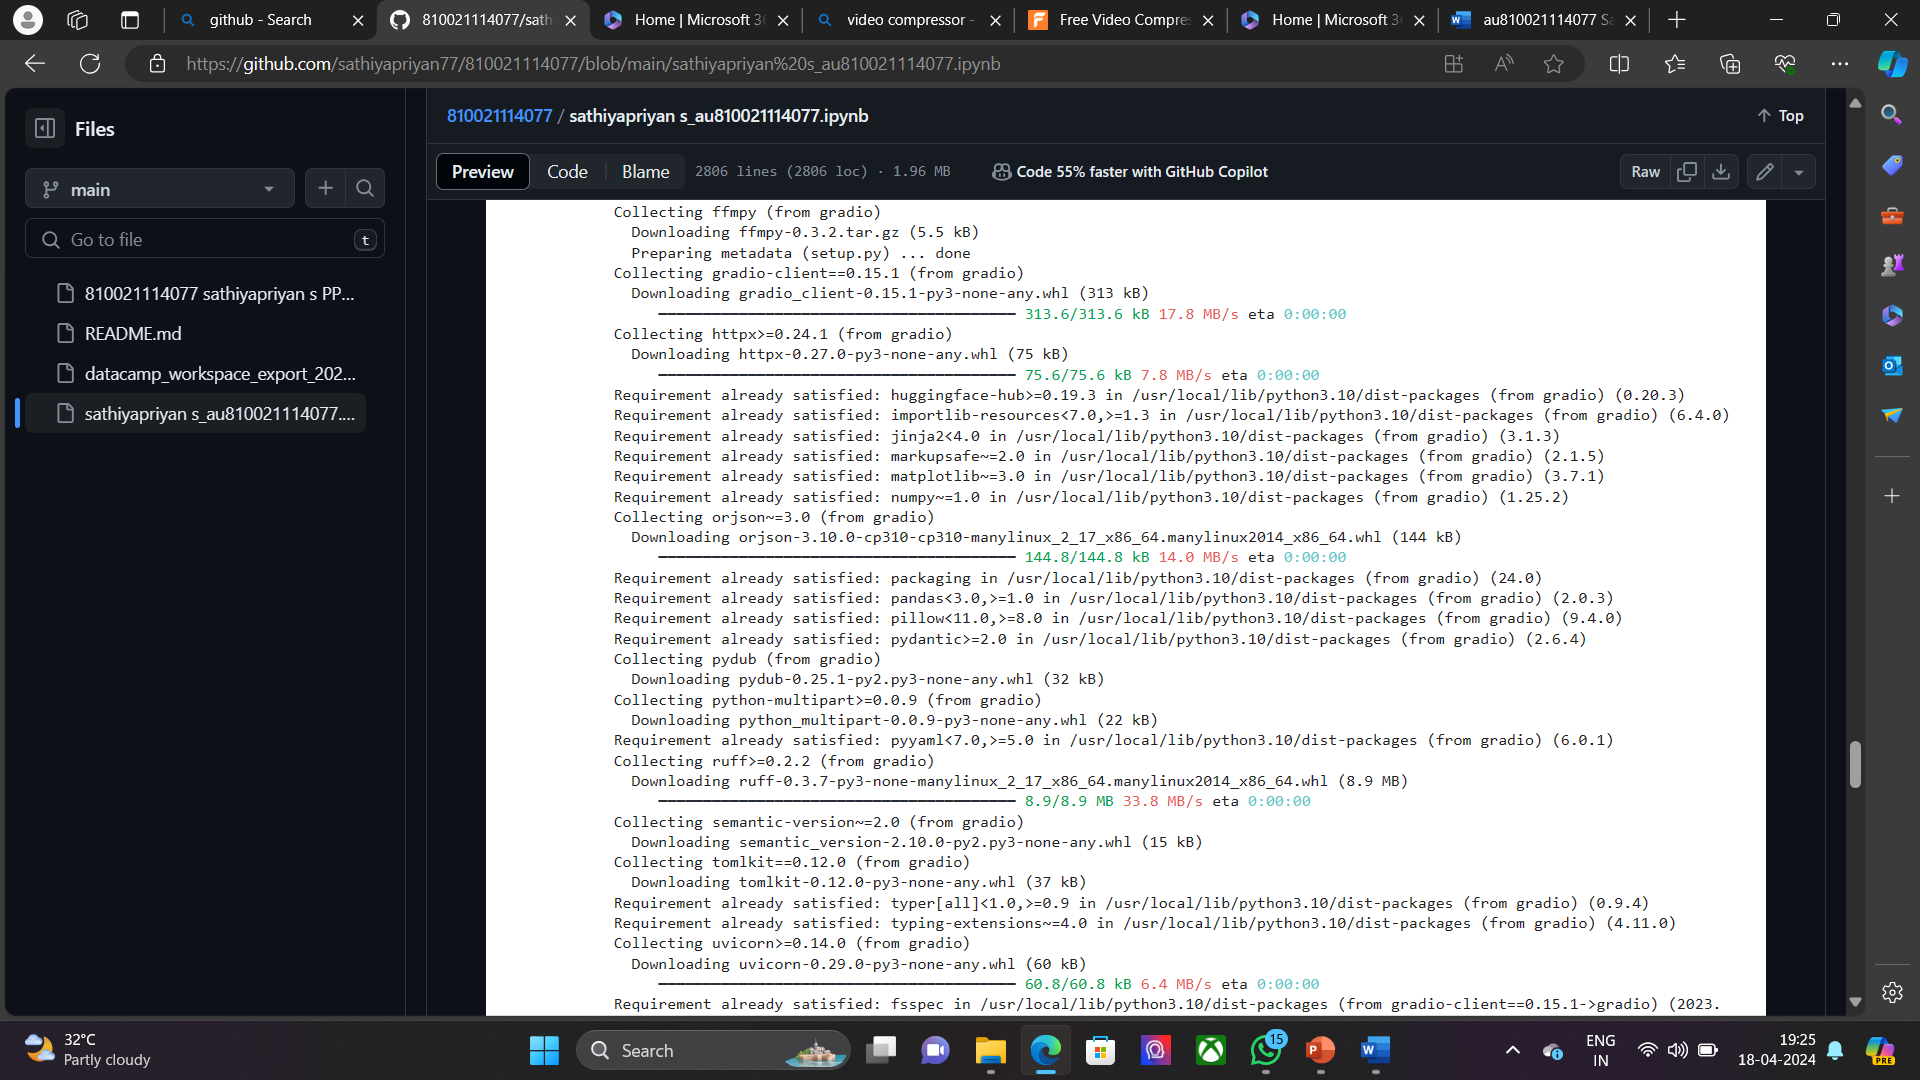 github - Search
810021114077/sath
Home | Microsoft 36
video compressor -
Free Video Compres
Home | Microsoft 36
au810021114077 Sa
https://github.com/sathiyapriyan77/810021114077/blob/main/sathiyapriyan%20s_au810021114077.ipynb
Files
main
Go to file
t
810021114077 sathiyapriyan s PP...
README.md
datacamp_workspace_export_202...
sathiyapriyan s_au810021114077....
810021114077 / sathiyapriyan s_au810021114077.ipynb
Top
Preview
Code
Blame
2806 lines (2806 loc) · 1.96 MB
Code 55% faster with GitHub Copilot
Raw
Collecting ffmpy (from gradio)
Downloading ffmpy-0.3.2.tar.gz (5.5 kB)
Preparing metadata (setup.py) ... done
Collecting gradio-client==0.15.1 (from gradio)
Downloading gradio_client-0.15.1-py3-none-any.whl (313 kB)
313.6/313.6 kB 17.8 MB/s eta 0:00:00
Collecting httpx>=0.24.1 (from gradio)
Downloading httpx-0.27.0-py3-none-any.whl (75 kB)
75.6/75.6 kB 7.8 MB/s eta 0:00:00
Requirement already satisfied: huggingface-hub>=0.19.3 in /usr/local/lib/python3.10/dist-packages (from gradio) (0.20.3)
Requirement already satisfied: importlib-resources<7.0,>=1.3 in /usr/local/lib/python3.10/dist-packages (from gradio) (6.4.0)
Requirement already satisfied: jinja2<4.0 in /usr/local/lib/python3.10/dist-packages (from gradio) (3.1.3)
Requirement already satisfied: markupsafe~=2.0 in /usr/local/lib/python3.10/dist-packages (from gradio) (2.1.5)
Requirement already satisfied: matplotlib~=3.0 in /usr/local/lib/python3.10/dist-packages (from gradio) (3.7.1)
Requirement already satisfied: numpy~=1.0 in /usr/local/lib/python3.10/dist-packages (from gradio) (1.25.2)
Collecting orjson~=3.0 (from gradio)
Downloading orjson-3.10.0-cp310-cp310-manylinux_2_17_x86_64.manylinux2014_x86_64.whl (144 kB)
144.8/144.8 kB 14.0 MB/s eta 0:00:00
Requirement already satisfied: packaging in /usr/local/lib/python3.10/dist-packages (from gradio) (24.0)
Requirement already satisfied: pandas<3.0,>=1.0 in /usr/local/lib/python3.10/dist-packages (from gradio) (2.0.3)
Requirement already satisfied: pillow<11.0,>=8.0 in /usr/local/lib/python3.10/dist-packages (from gradio) (9.4.0)
Requirement already satisfied: pydantic>=2.0 in /usr/local/lib/python3.10/dist-packages (from gradio) (2.6.4)
Collecting pydub (from gradio)
Downloading pydub-0.25.1-py2.py3-none-any.whl (32 kB)
Collecting python-multipart>=0.0.9 (from gradio)
Downloading python_multipart-0.0.9-py3-none-any.whl (22 kB)
Requirement already satisfied: pyyaml<7.0,>=5.0 in /usr/local/lib/python3.10/dist-packages (from gradio) (6.0.1)
Collecting ruff>=0.2.2 (from gradio)
Downloading ruff-0.3.7-py3-none-manylinux_2_17_x86_64.manylinux2014_x86_64.whl (8.9 MB)
8.9/8.9 MB 33.8 MB/s eta 0:00:00
Collecting semantic-version~=2.0 (from gradio)
Downloading semantic_version-2.10.0-py2.py3-none-any.whl (15 kB)
Collecting tomlkit==0.12.0 (from gradio)
Downloading tomlkit-0.12.0-py3-none-any.whl (37 kB)
Requirement already satisfied: typer[all]<1.0,>=0.9 in /usr/local/lib/python3.10/dist-packages (from gradio) (0.9.4)
Requirement already satisfied: typing-extensions~=4.0 in /usr/local/lib/python3.10/dist-packages (from gradio) (4.11.0)
Collecting uvicorn>=0.14.0 (from gradio)
Downloading uvicorn-0.29.0-py3-none-any.whl (60 kB)
60.8/60.8 kB 6.4 MB/s eta 0:00:00
Requirement already satisfied: fsspec in /usr/local/lib/python3.10/dist-packages (from gradio-client==0.15.1->gradio) (2023.
32°C
Partly cloudy
Search
15
ENG
IN
19:25
18-04-2024
PRE